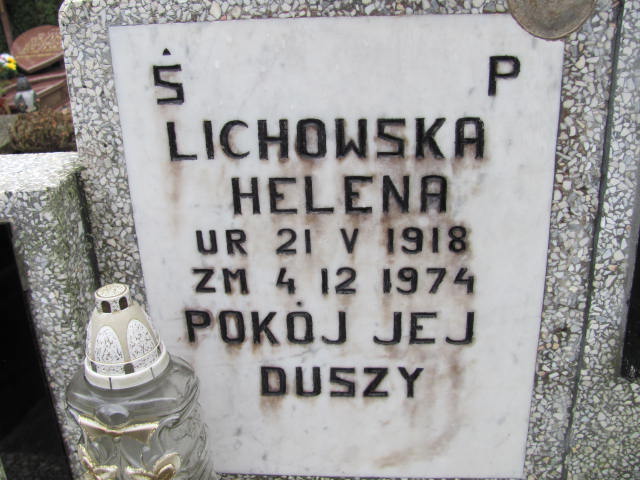 Ś P
LICHOWSKA
HELENA
UR 21 V 1918
ZM 4 12 1974
POKÓJ JEJ
DUSZY